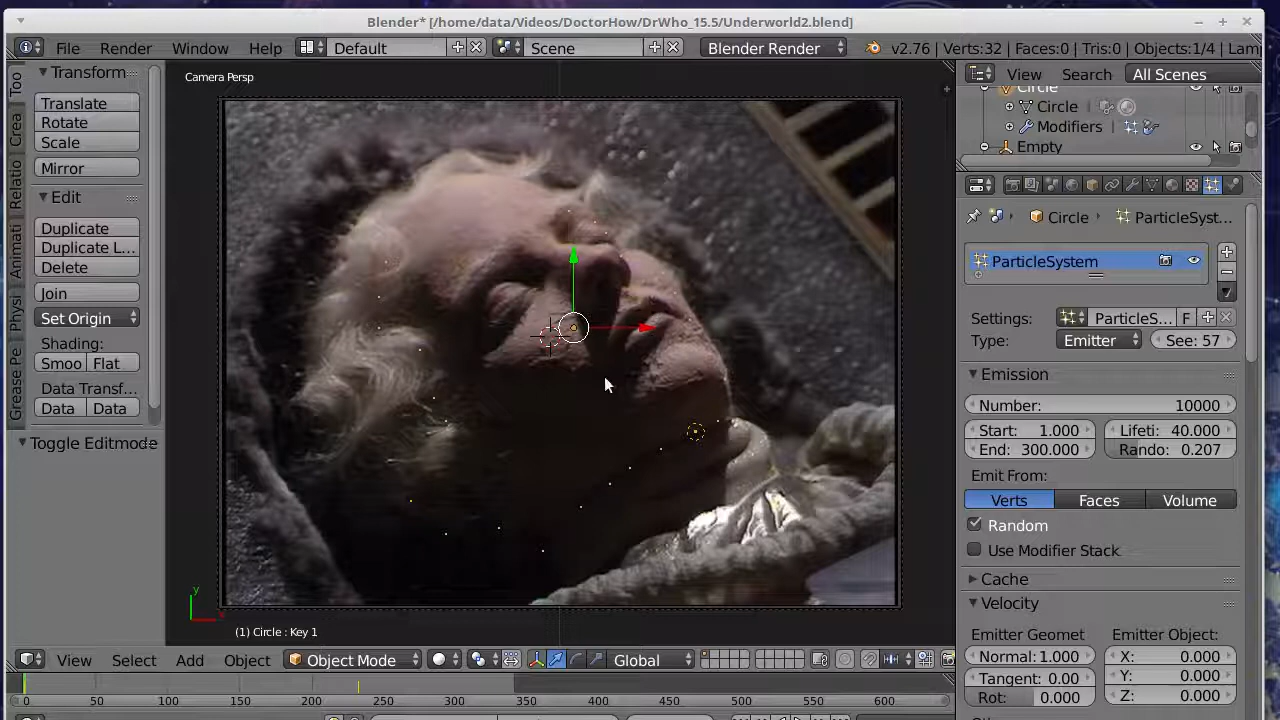 Blender* [/home/data/Videos/DoctorHow/DrWho_15.5/Underworld2.blend]
File Render Window Help Default Scene Blender Render v2.76 | Verts:32 | Faces:0 | Tris:0 | Objects:1/4 | Lam
Too
Crea
Relatio
Animati
Physi
Grease Pe
Transform
Translate
Rotate
Scale
Mirror
Edit
Duplicate
Duplicate L...
Delete
Join
Set Origin
Shading:
Smoo Flat
Data Transf...
Data Data
Toggle Editmode
Camera Persp
y
(1) Circle : Key 1
View Search All Scenes
Circle
Circle
Modifiers
Empty
Circle ParticleSyst...
ParticleSystem
Settings: ParticleS... F
Type: Emitter See: 57
Emission
Number: 10000
Start: 1.000 Lifeti: 40.000
End: 300.000 Rando: 0.207
Emit From:
Verts Faces Volume
Random
Use Modifier Stack
Cache
Velocity
Emitter Geomet Emitter Object:
Normal: 1.000 X: 0.000
Tangent: 0.00 Y: 0.000
Rot: 0.000 Z: 0.000
View Select Add Object Object Mode Global
0 50 100 150 200 250 300 350 400 450 500 550 600